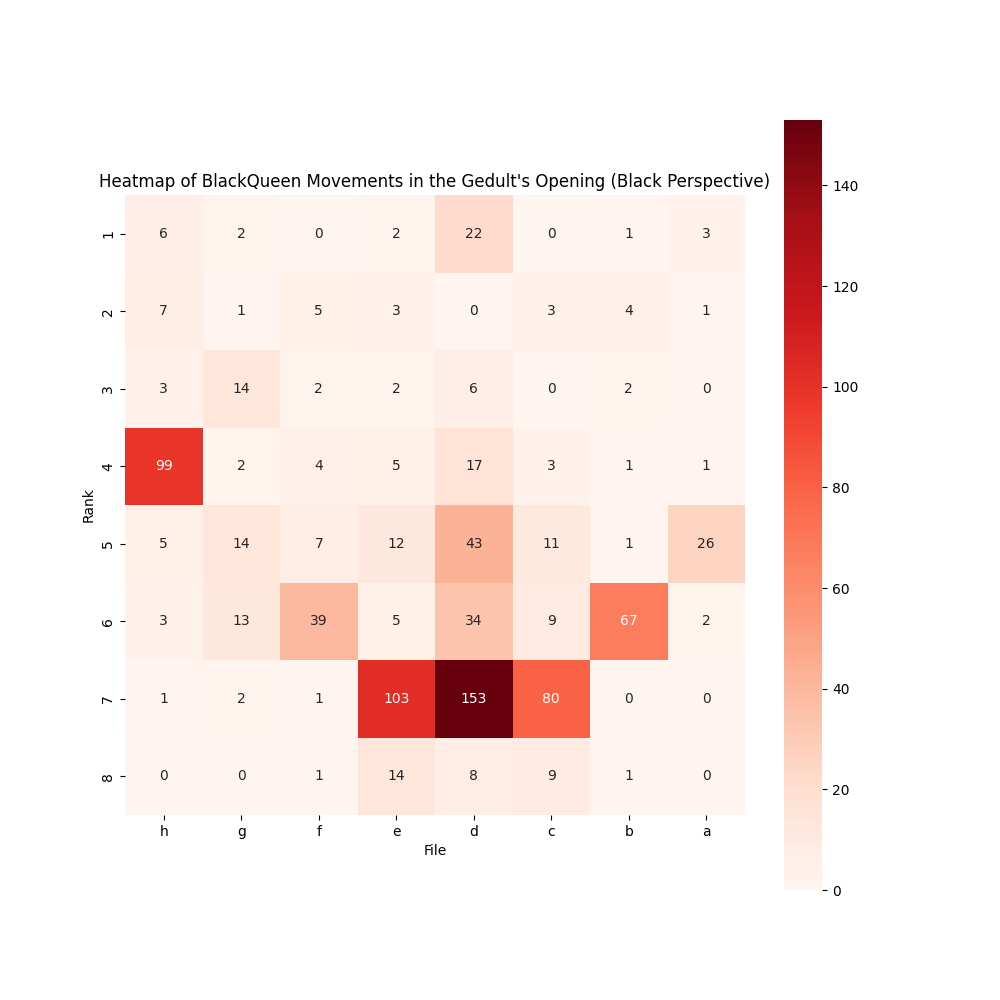 Heatmap of BlackQueen Movements in the Gedult's Opening (Black Perspective)
1 6 2 0 2 22 0 1 3
2 7 1 5 3 0 3 4 1
3 3 14 2 2 6 0 2 0
4 99 2 4 5 17 3 1 1
5 5 14 7 12 43 11 1 26
6 3 13 39 5 34 9 67 2
7 1 2 1 103 153 80 0 0
8 0 0 1 14 8 9 1 0
Rank
h g f e d c b a
File
140
120
100
80
60
40
20
0